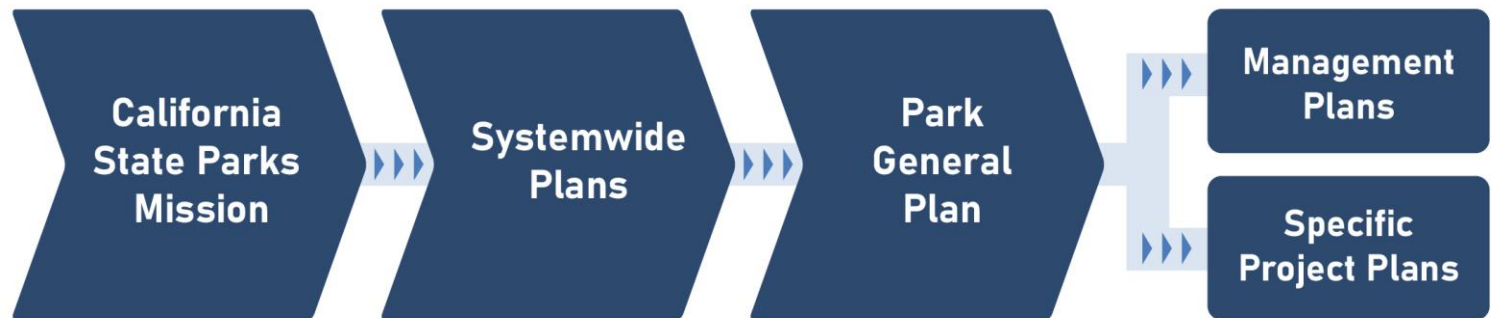 California
State Parks
Mission
Systemwide
Plans
Park
General
Plan
Management
Plans
Specific
Project Plans